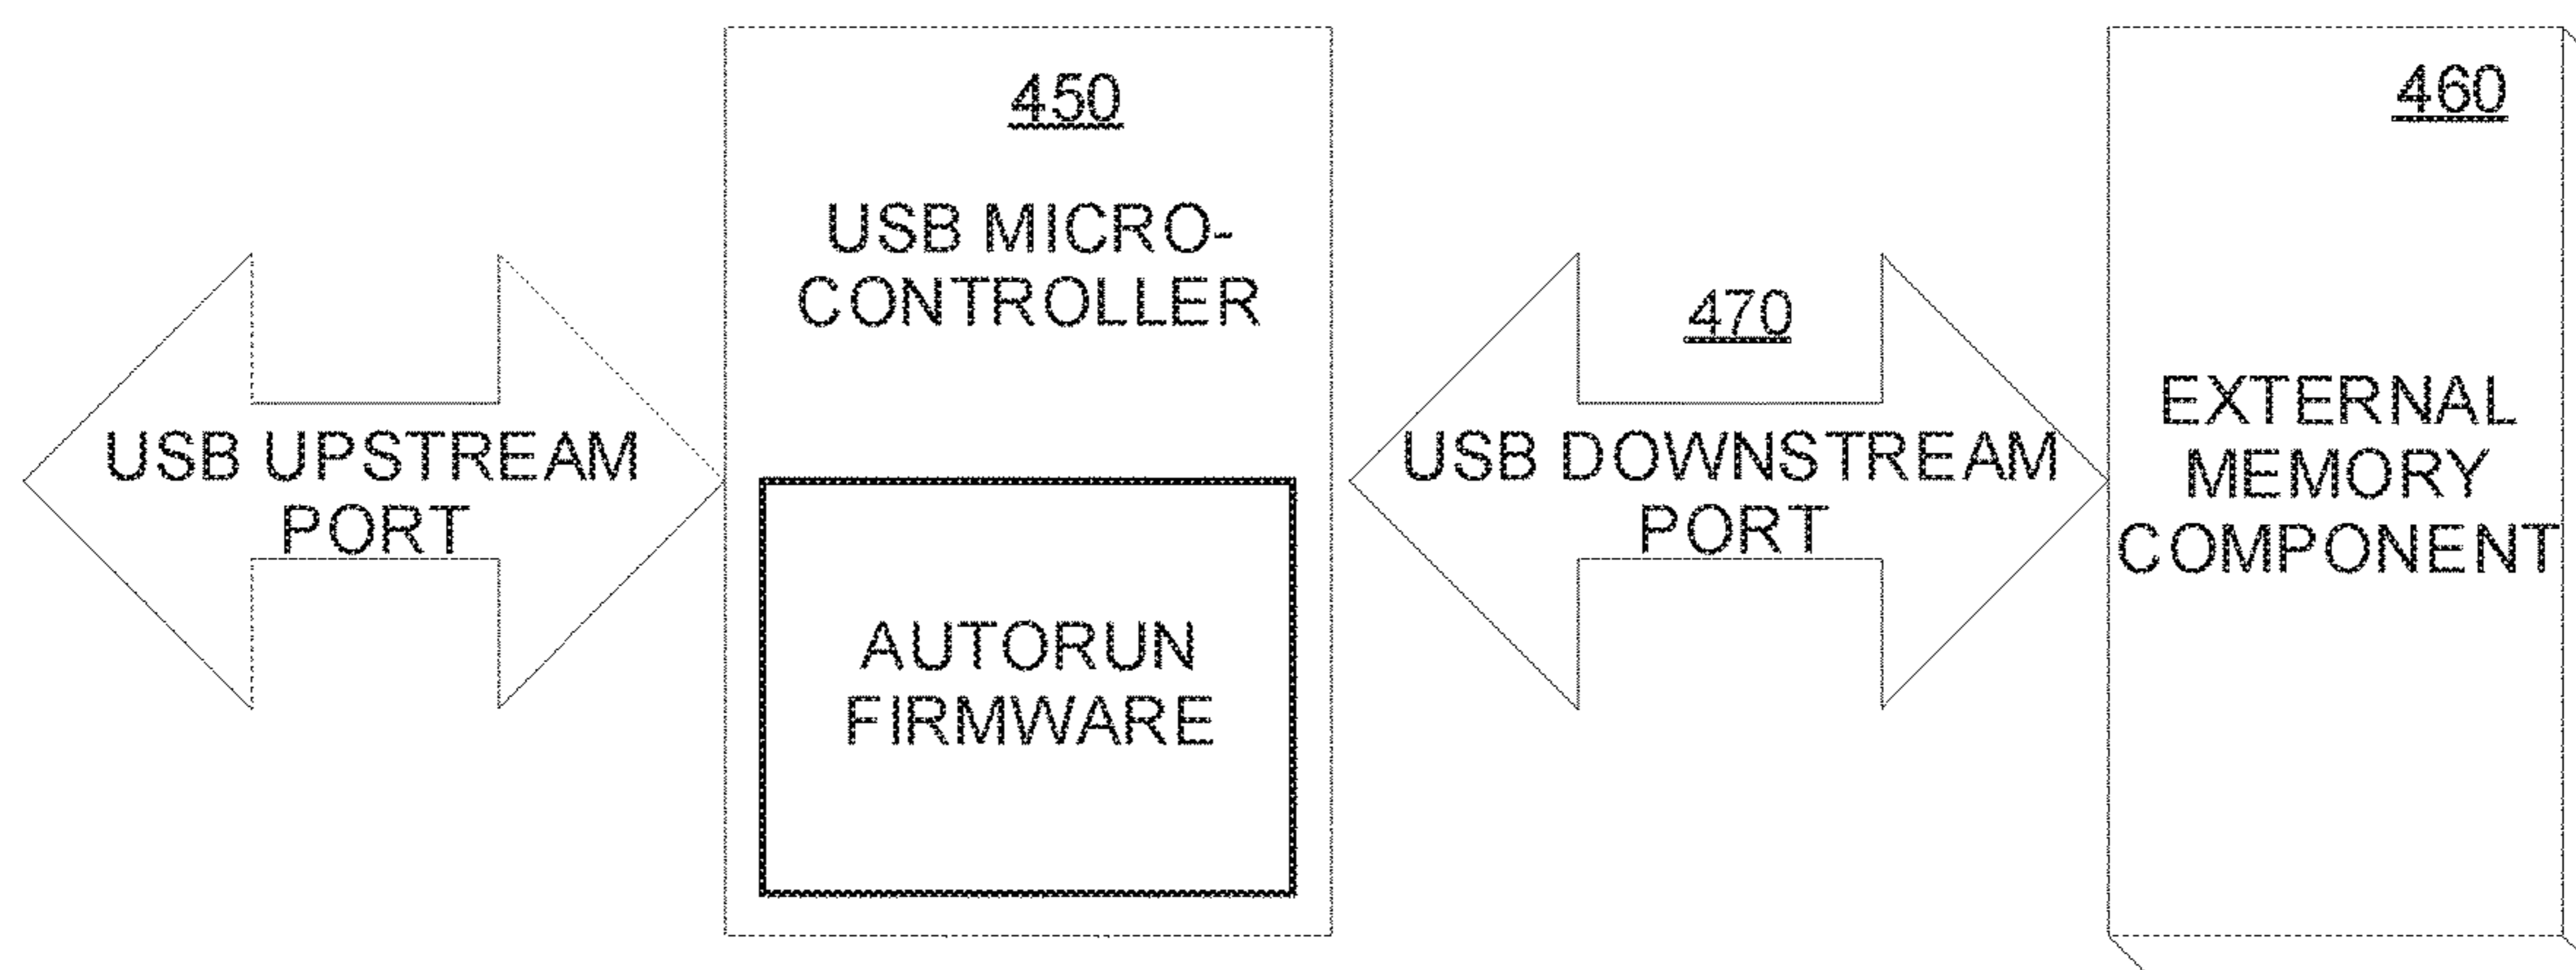 USB UPSTREAM
PORT
450
USB MICRO-
CONTROLLER
AUTORUN
FIRMWARE
470
USB DOWNSTREAM
PORT
460
EXTERNAL
MEMORY
COMPONENT